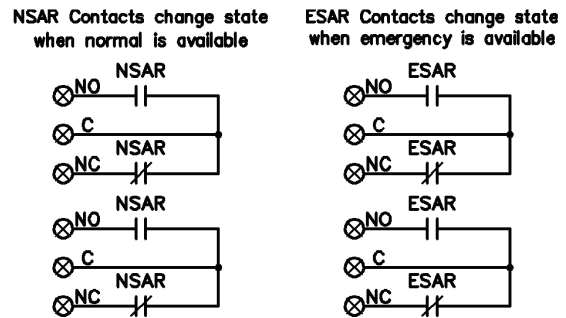 NSAR Contacts change state
when normal is available
NSAR
NO
C
NSAR
NC
NSAR
NO
C
NSAR
NC
ESAR Contacts change state
when emergency is available
ESAR
NO
C
ESAR
NC
ESAR
NO
C
ESAR
NC